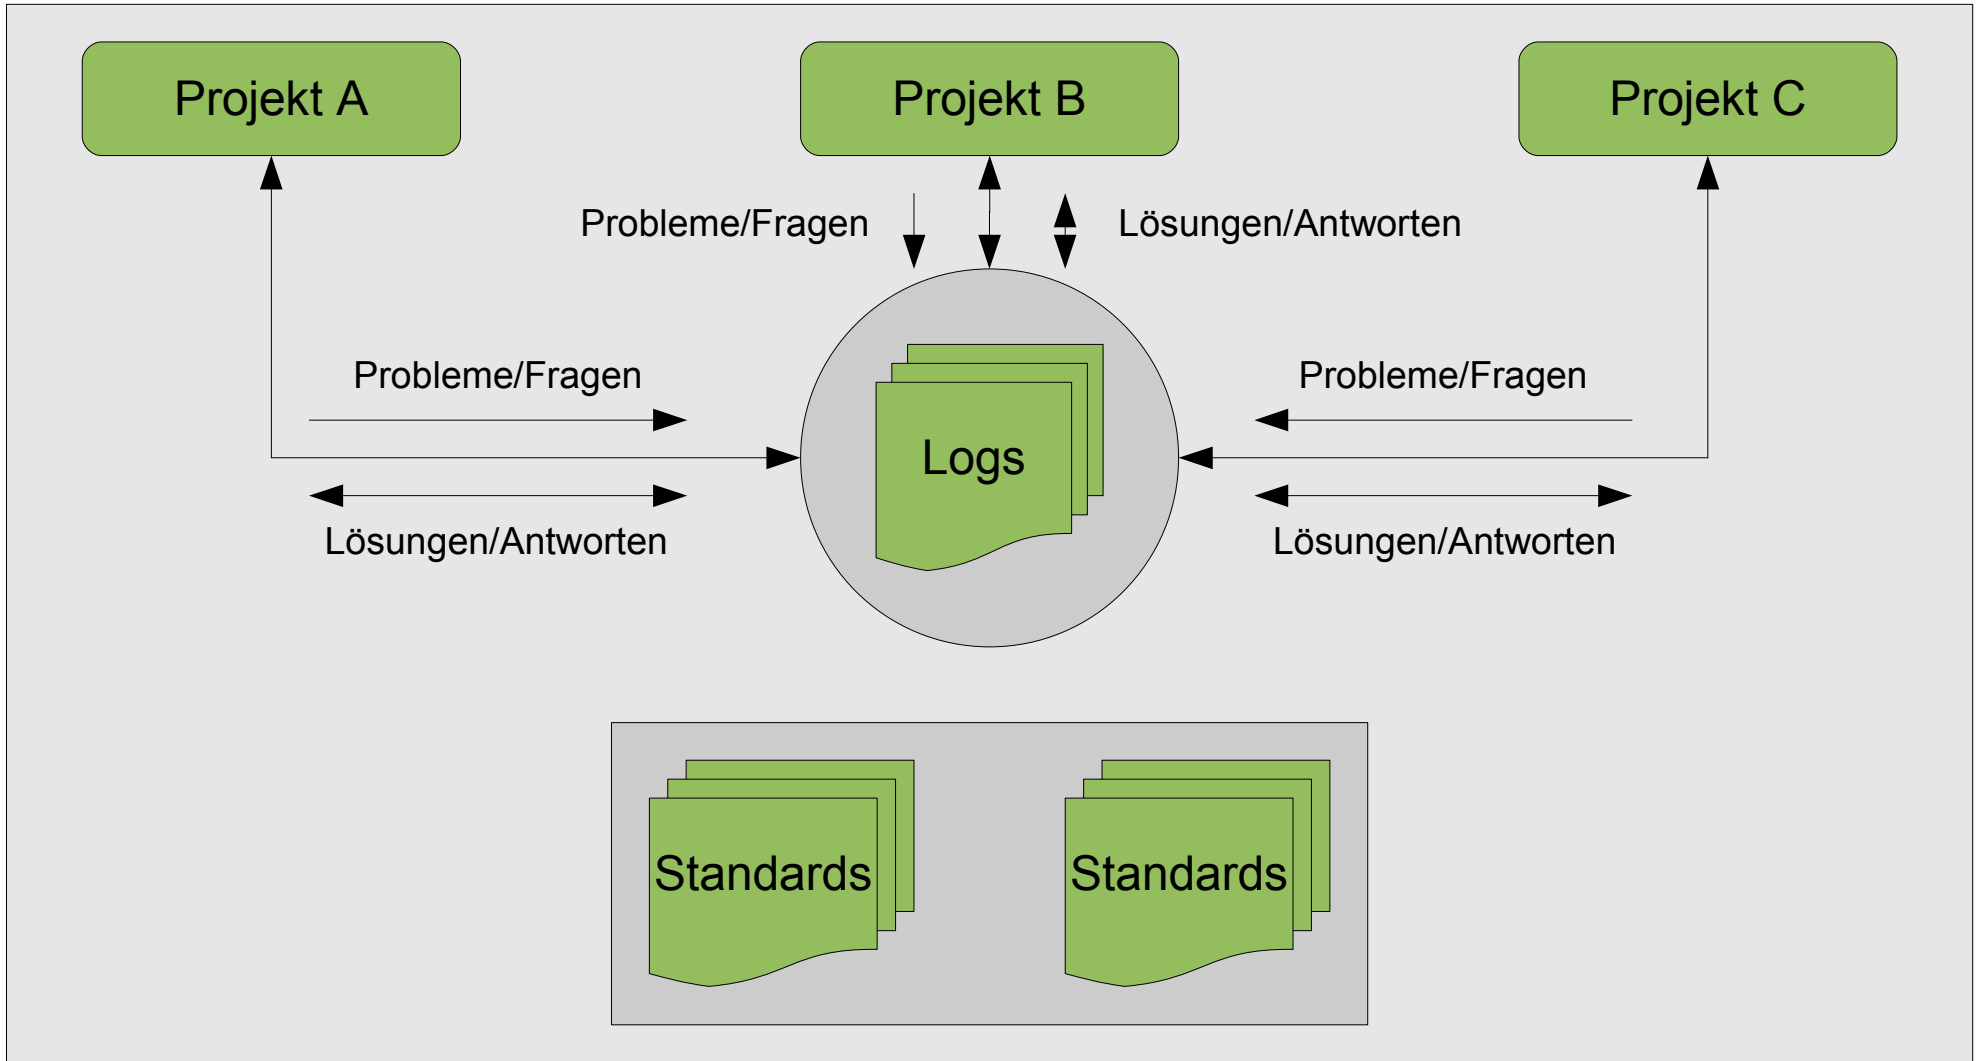 Projekt A
Projekt B
Projekt C
Probleme/Fragen
Lösungen/Antworten
Probleme/Fragen
Probleme/Fragen
Logs
Lösungen/Antworten
Lösungen/Antworten
Standards
Standards